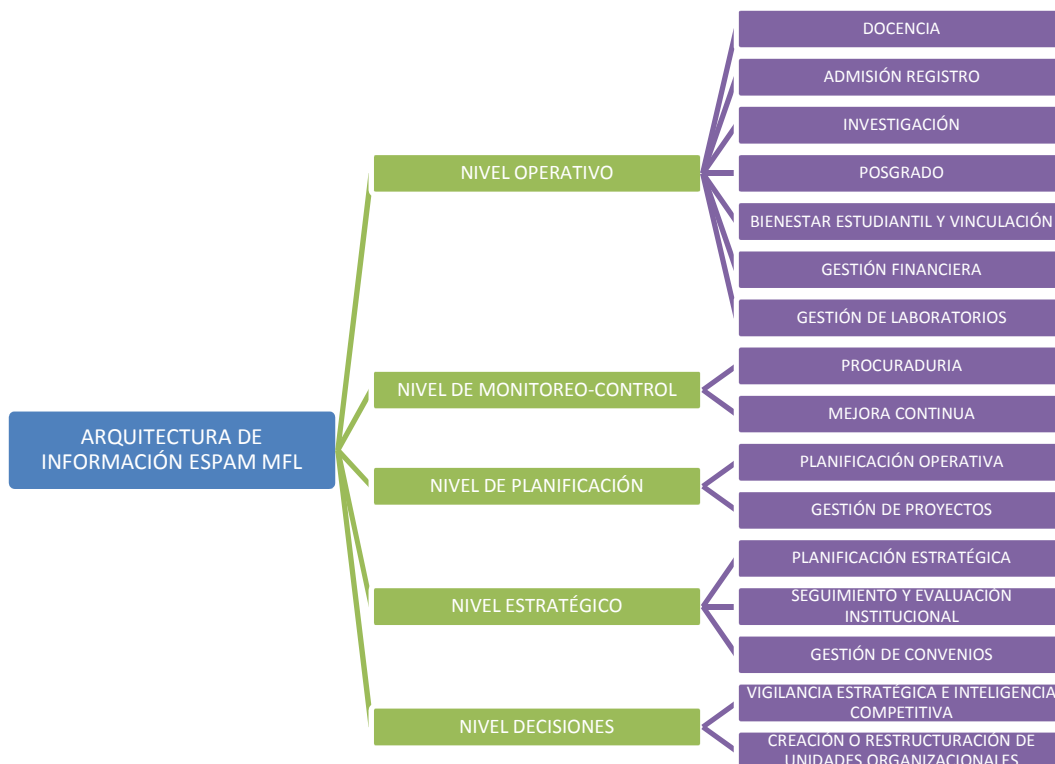 DOCENCIA
ADMISIÓN REGISTRO
INVESTIGACIÓN
NIVEL OPERATIVO
POSGRADO
BIENESTAR ESTUDIANTIL Y VINCULACIÓN
GESTIÓN FINANCIERA
GESTIÓN DE LABORATORIOS
PROCURADURIA
NIVEL DE MONITOREO-CONTROL
MEJORA CONTINUA
ARQUITECTURA DE
INFORMACIÓN ESPAM MFL
PLANIFICACIÓN OPERATIVA
NIVEL DE PLANIFICACIÓN
GESTIÓN DE PROYECTOS
PLANIFICACIÓN ESTRATÉGICA
NIVEL ESTRATÉGICO
SEGUIMIENTO Y EVALUACIÓN
INSTITUCIONAL
GESTIÓN DE CONVENIOS
VIGILANCIA ESTRATÉGICA E INTELIGENCIA
COMPETITIVA
NIVEL DECISIONES
CREACIÓN O RESTRUCTURACIÓN DE
UNIDADES ORGANIZACIONALES